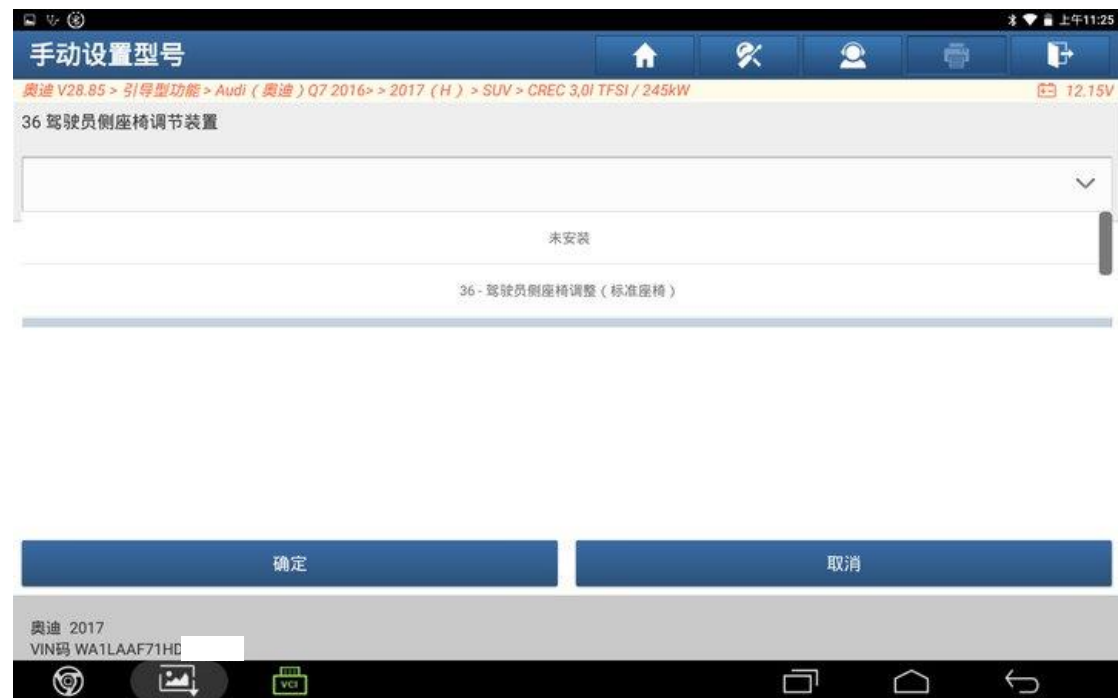 上午11:25
手动设置型号
奥迪 V28.85 > 引导型功能 > Audi ( 奥迪 ) Q7 2016> > 2017 ( H ) > SUV > CREC 3,0l TFSI / 245kW
12.15V
36 驾驶员侧座椅调节装置
未安装
36 - 驾驶员侧座椅调整 ( 标准座椅 )
确定
取消
奥迪 2017
VIN码 WA1LAAF71HD
VCI